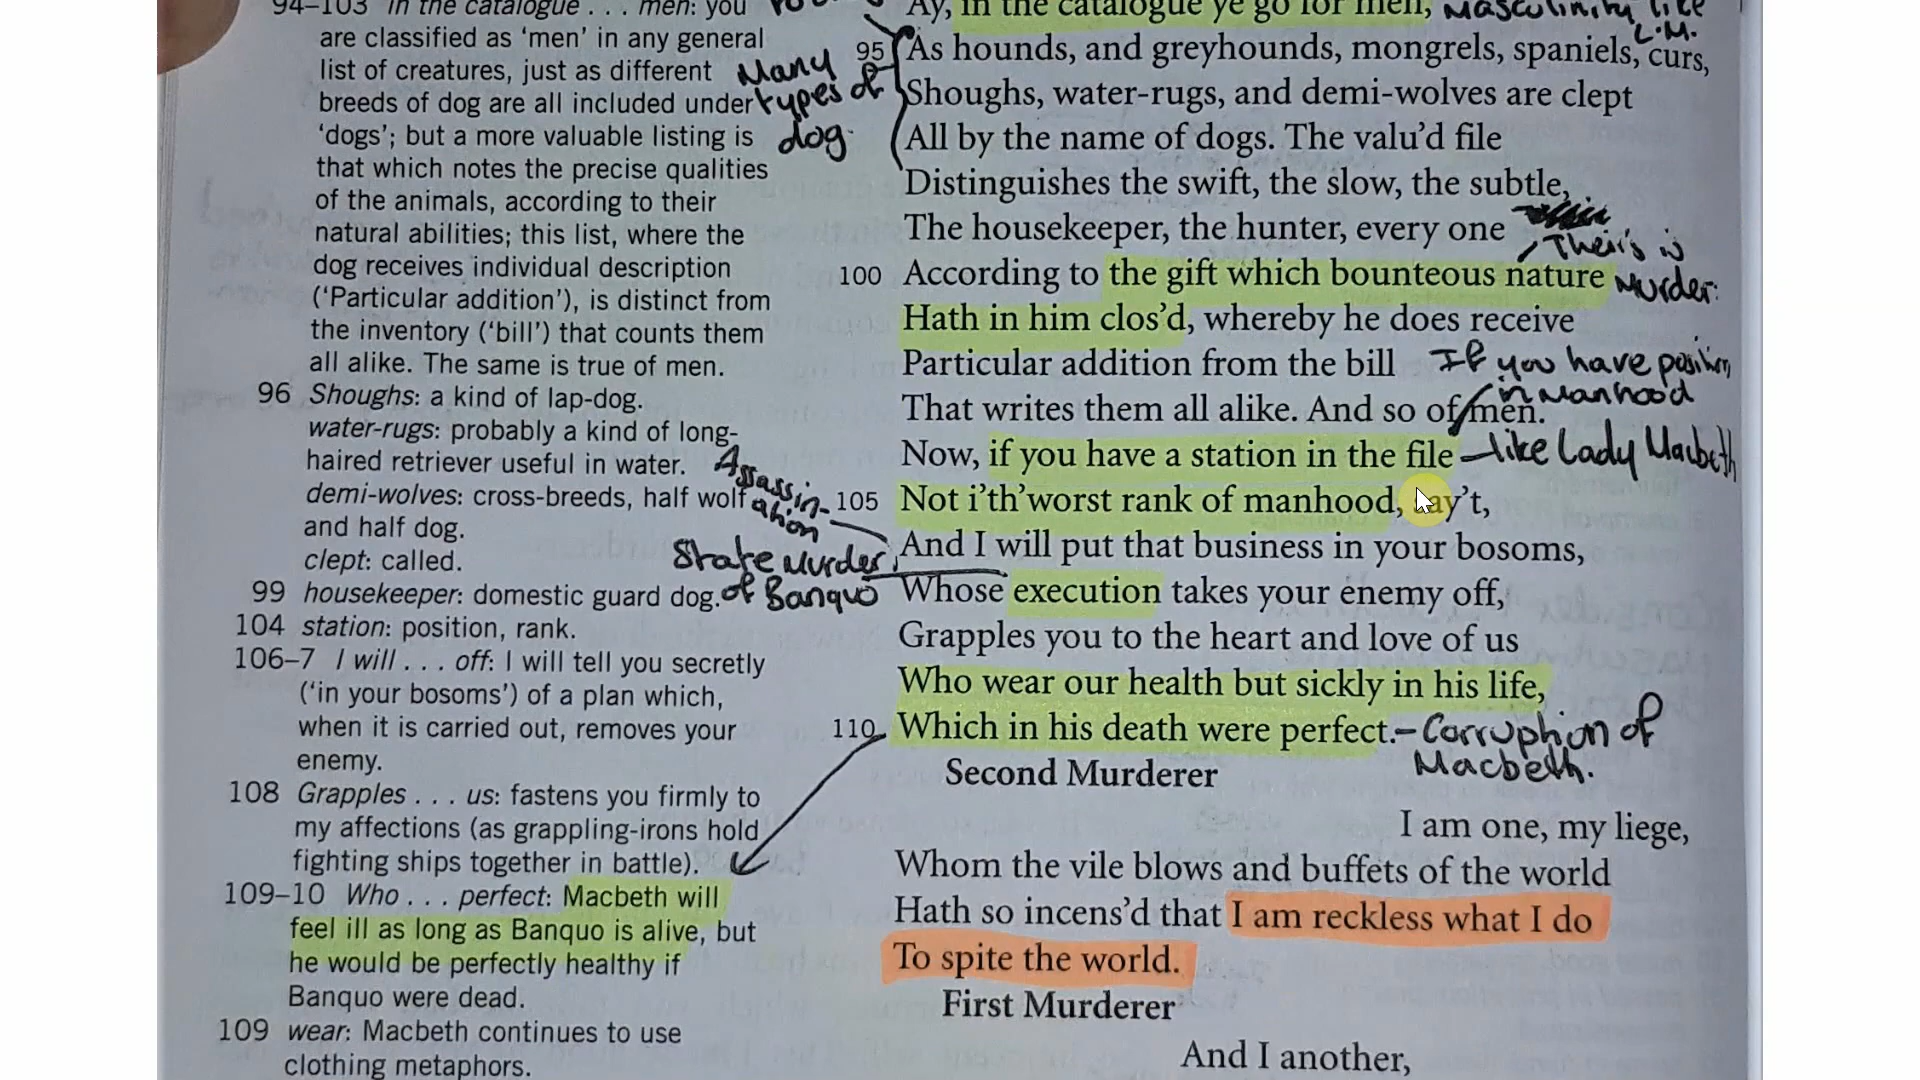 94–103 in the catalogue . . . men: you
are classified as ‘men’ in any general
list of creatures, just as different
breeds of dog are all included under
‘dogs’; but a more valuable listing is
that which notes the precise qualities
of the animals, according to their
natural abilities; this list, where the
dog receives individual description
(‘Particular addition’), is distinct from
the inventory (‘bill’) that counts them
all alike. The same is true of men.
96 Shoughs: a kind of lap-dog.
water-rugs: probably a kind of long-
haired retriever useful in water.
demi-wolves: cross-breeds, half wolf
and half dog.
clept: called.
99 housekeeper: domestic guard dog.
104 station: position, rank.
106–7 I will . . . off: I will tell you secretly
(‘in your bosoms’) of a plan which,
when it is carried out, removes your
enemy.
108 Grapples . . . us: fastens you firmly to
my affections (as grappling-irons hold
fighting ships together in battle).
109–10 Who . . . perfect: Macbeth will
feel ill as long as Banquo is alive, but
he would be perfectly healthy if
Banquo were dead.
109 wear: Macbeth continues to use
clothing metaphors.
Many
types of
dog
Assassin-
ation
State Murder
of Banquo
Ay, in the catalogue ye go for men,
Masculinity like
L.M.
95 As hounds, and greyhounds, mongrels, spaniels, curs,
Shoughs, water-rugs, and demi-wolves are clept
All by the name of dogs. The valu’d file
Distinguishes the swift, the slow, the subtle,
The housekeeper, the hunter, every one
Their's is
100 According to the gift which bounteous nature
Murder:
Hath in him clos’d, whereby he does receive
Particular addition from the bill
If you have position
in Manhood
That writes them all alike. And so of men.
Now, if you have a station in the file
–like Lady Macbeth
105 Not i’th’worst rank of manhood, say’t,
And I will put that business in your bosoms,
Whose execution takes your enemy off,
Grapples you to the heart and love of us
Who wear our health but sickly in his life,
110 Which in his death were perfect.
–Corruption of
Macbeth.
Second Murderer
I am one, my liege,
Whom the vile blows and buffets of the world
Hath so incens’d that I am reckless what I do
To spite the world.
First Murderer
And I another,